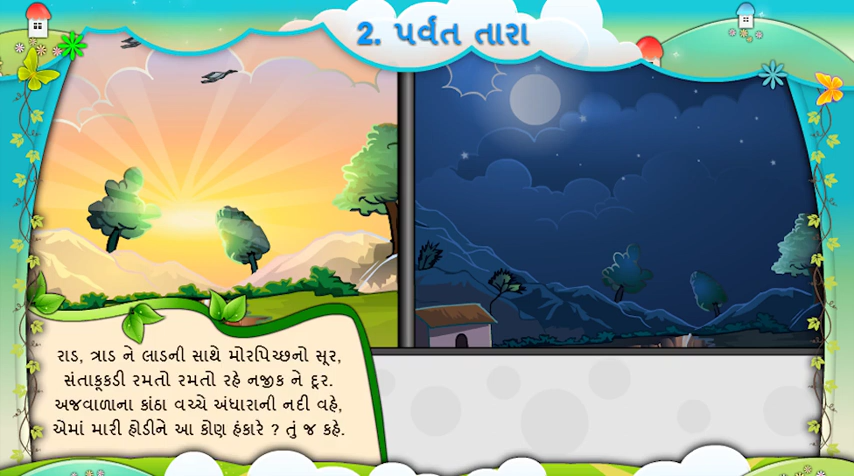 2. પર્વત તારા
રાડ, ત્રાડ ને લાડની સાથે મોરપિચ્છનો સૂર,
સંતાકૂકડી રમતો રમતો રહે નજીક ને દૂર.
અજવાળાના કાંઠા વચ્ચે અંધારાની નદી વહે,
એમાં મારી હોડીને આ કોણ હંકારે ? તું જ કહે.